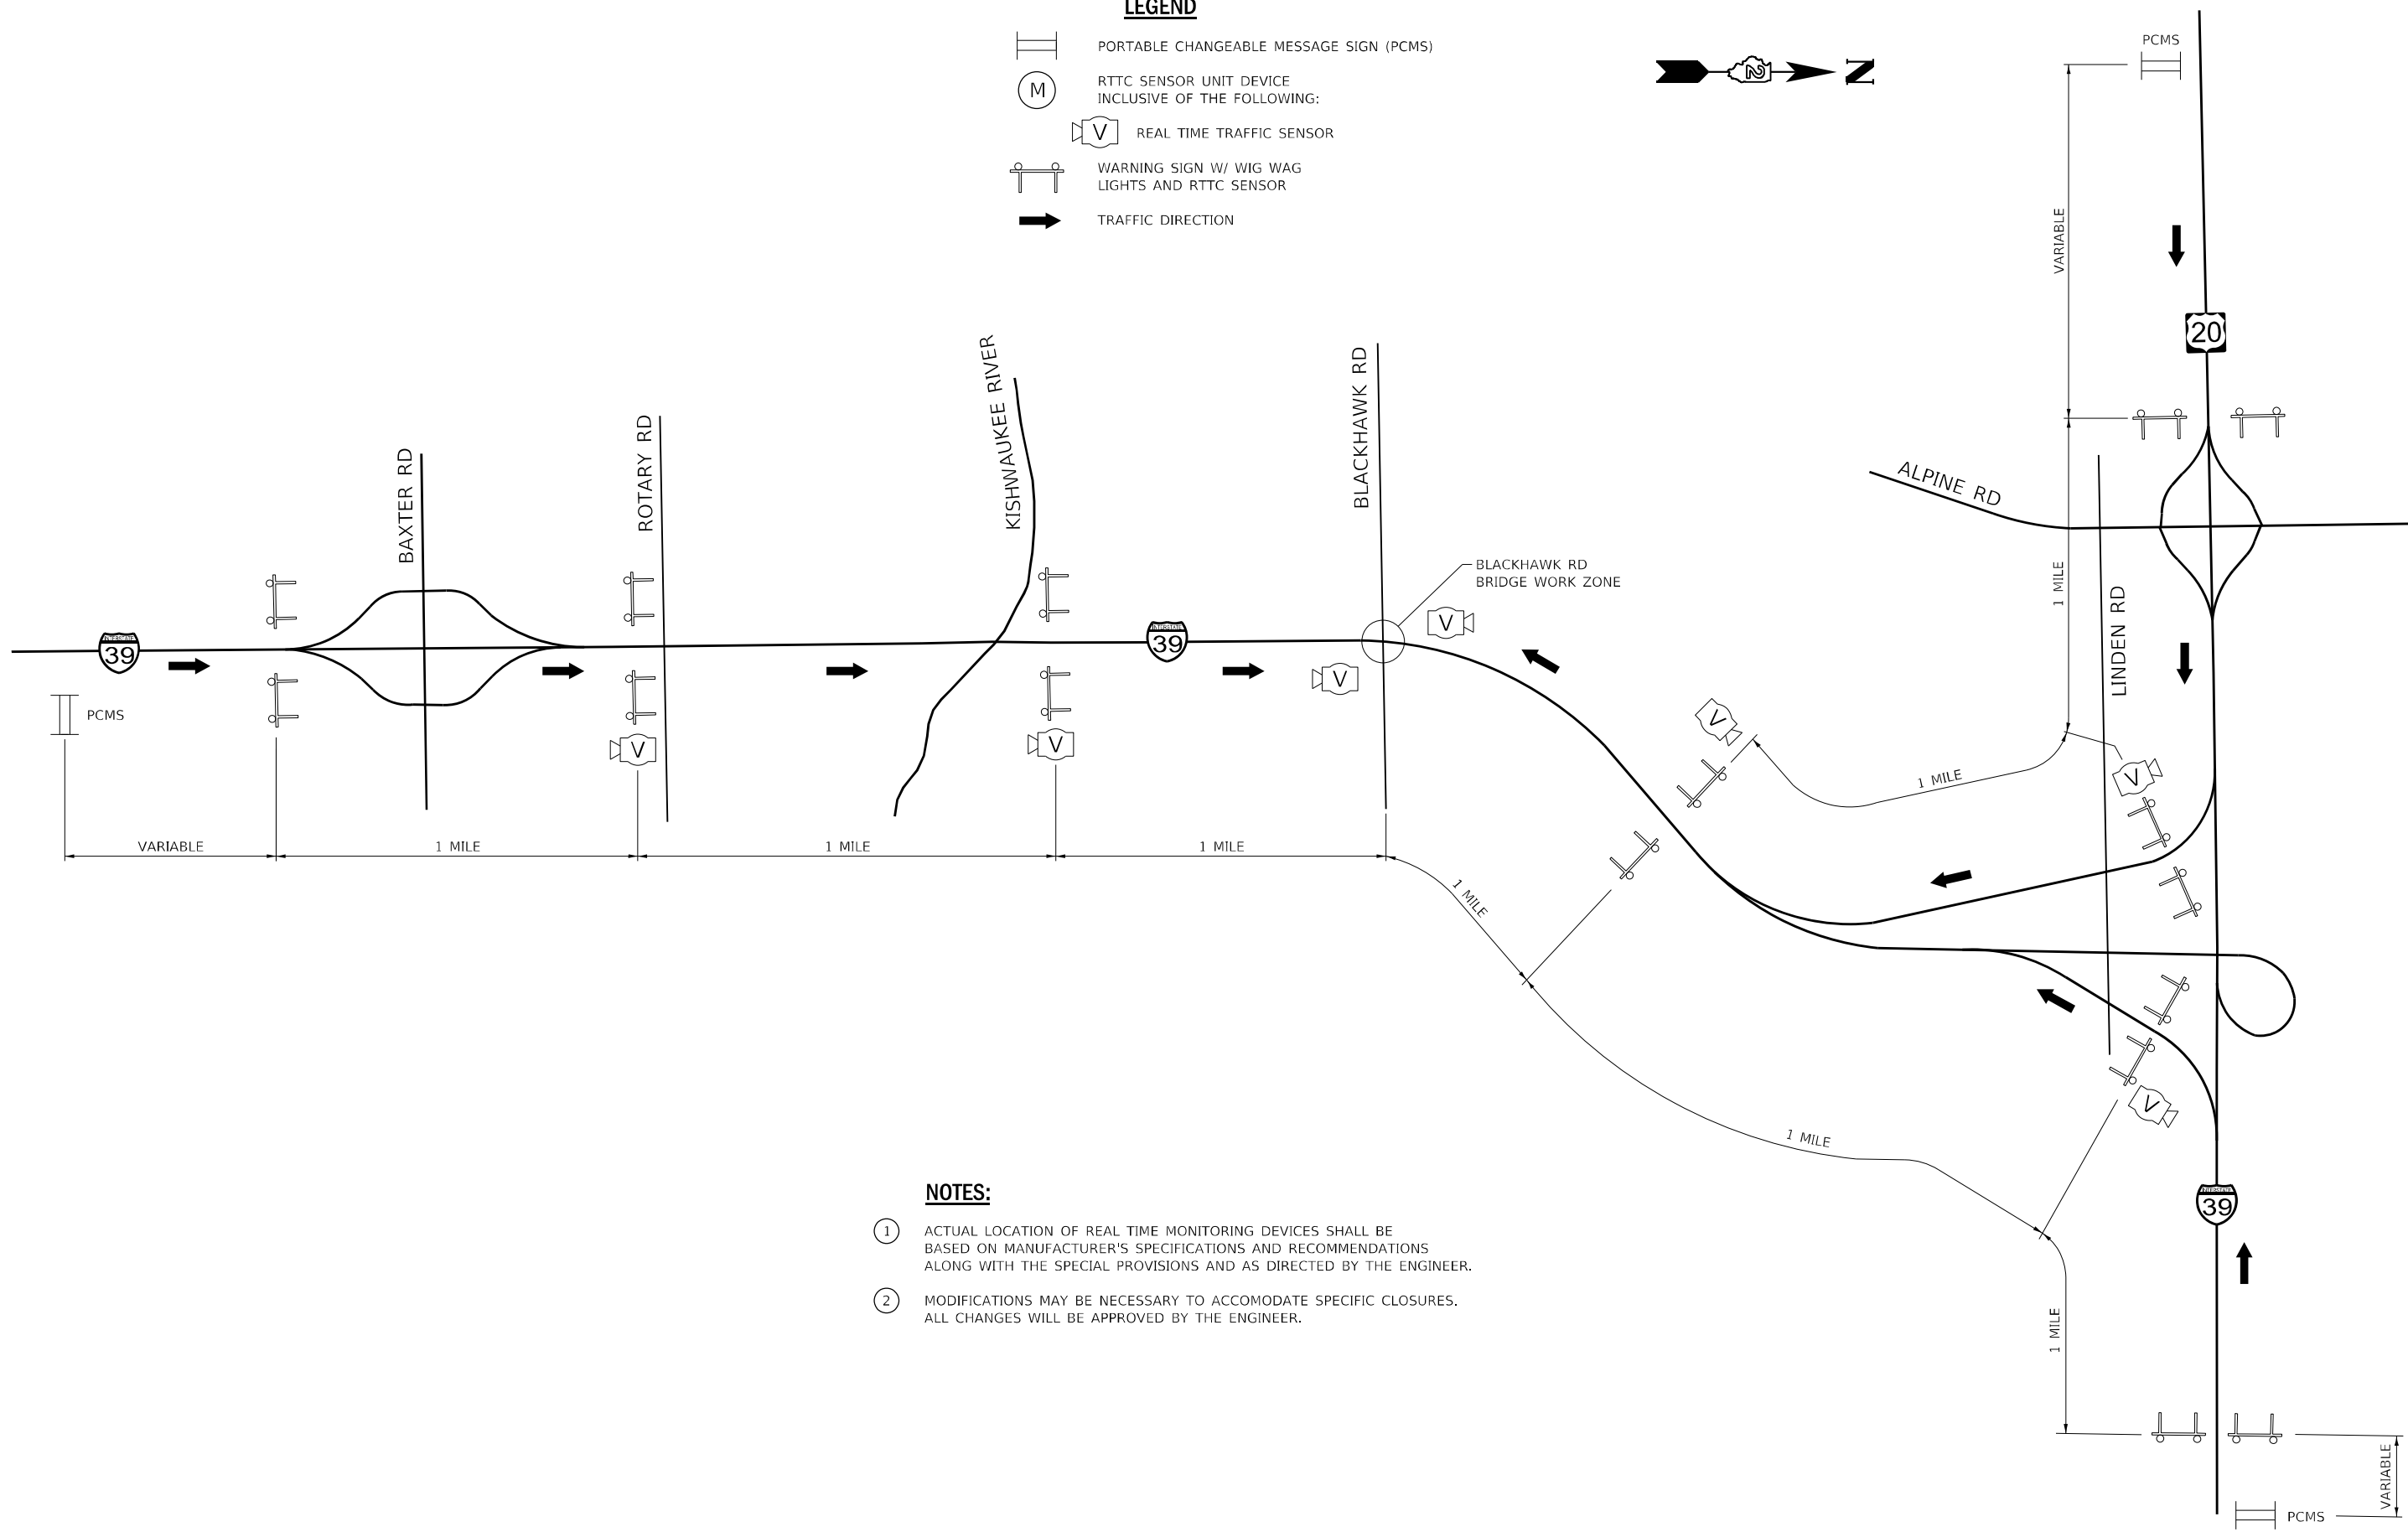 LEGEND
PORTABLE CHANGEABLE MESSAGE SIGN (PCMS)
M
RTTC SENSOR UNIT DEVICE
INCLUSIVE OF THE FOLLOWING:
V
REAL TIME TRAFFIC SENSOR
WARNING SIGN W/ WIG WAG
LIGHTS AND RTTC SENSOR
TRAFFIC DIRECTION
2
N
PCMS
VARIABLE
20
ALPINE RD
1 MILE
LINDEN RD
BAXTER RD
ROTARY RD
KISHWAUKEE RIVER
BLACKHAWK RD
BLACKHAWK RD
BRIDGE WORK ZONE
INTERSTATE
39
INTERSTATE
39
PCMS
V
V
V
V
V
V
V
VARIABLE
1 MILE
1 MILE
1 MILE
1 MILE
1 MILE
1 MILE
INTERSTATE
39
1 MILE
VARIABLE
PCMS
NOTES:
1
ACTUAL LOCATION OF REAL TIME MONITORING DEVICES SHALL BE
BASED ON MANUFACTURER'S SPECIFICATIONS AND RECOMMENDATIONS
ALONG WITH THE SPECIAL PROVISIONS AND AS DIRECTED BY THE ENGINEER.
2
MODIFICATIONS MAY BE NECESSARY TO ACCOMODATE SPECIFIC CLOSURES.
ALL CHANGES WILL BE APPROVED BY THE ENGINEER.